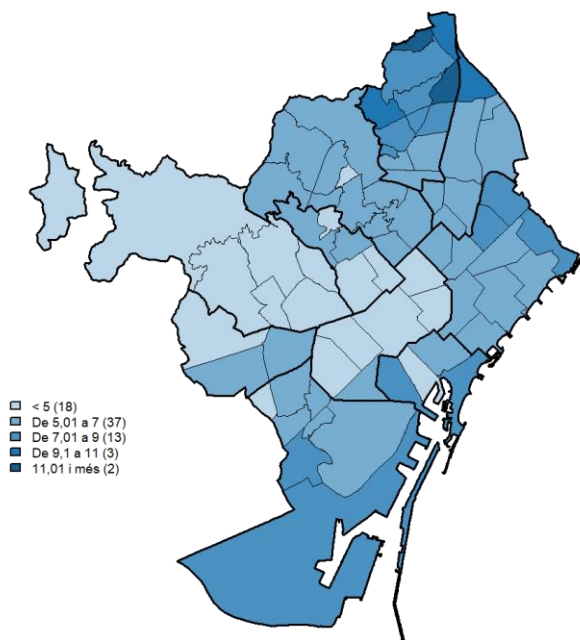 < 5 (18)
De 5,01 a 7 (37)
De 7,01 a 9 (13)
De 9,1 a 11 (3)
11,01 i més (2)